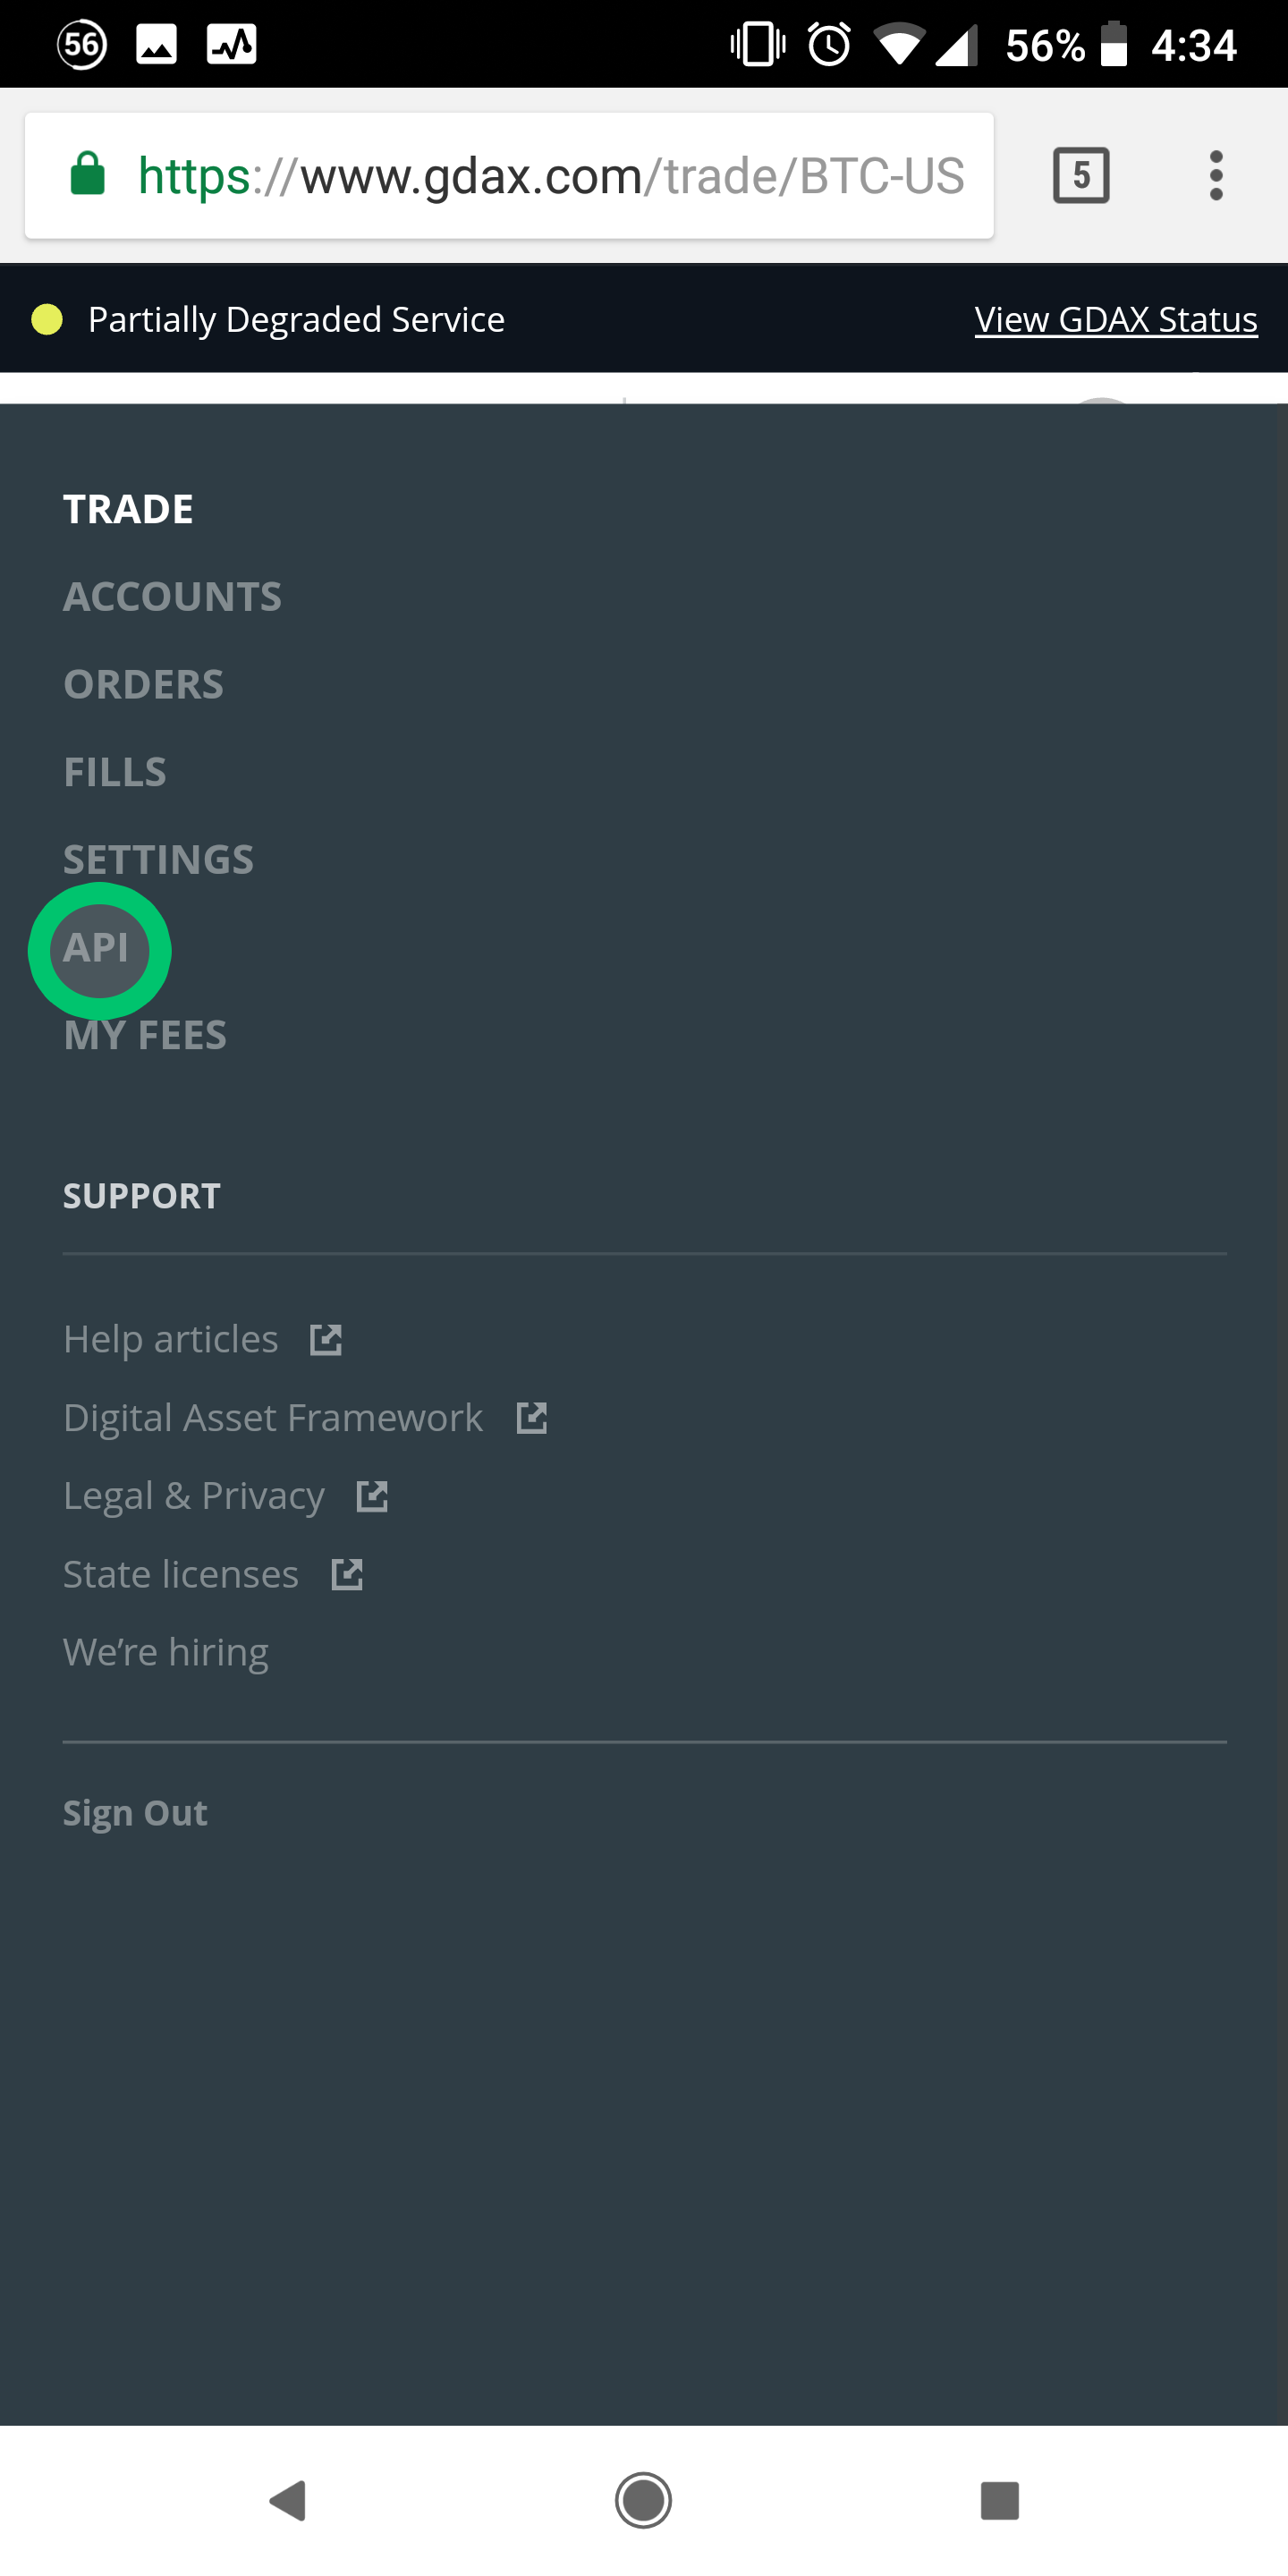 56
56%
4:34
https://www.gdax.com/trade/BTC-US
5
Partially Degraded Service
View GDAX Status
TRADE
ACCOUNTS
ORDERS
FILLS
SETTINGS
API
MY FEES
SUPPORT
Help articles
Digital Asset Framework
Legal & Privacy
State licenses
We’re hiring
Sign Out